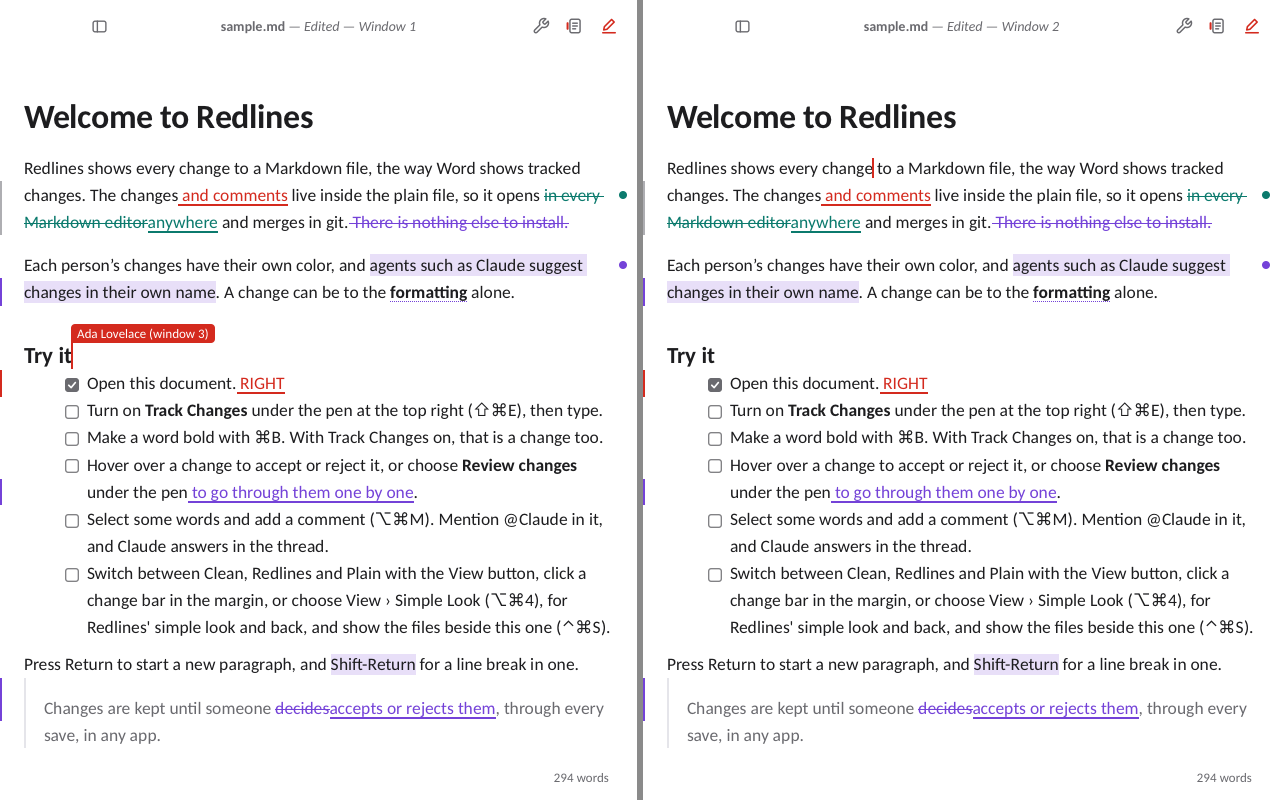 sample.md — Edited — Window 1
Welcome to Redlines
Redlines shows every change to a Markdown file, the way Word shows tracked
changes. The changes and comments live inside the plain file, so it opens in every
Markdown editoranywhere and merges in git. There is nothing else to install.
Each person’s changes have their own color, and agents such as Claude suggest
changes in their own name. A change can be to the formatting alone.
Ada Lovelace (window 3)
Try it
Open this document. RIGHT
Turn on Track Changes under the pen at the top right (⇧⌘E), then type.
Make a word bold with ⌘B. With Track Changes on, that is a change too.
Hover over a change to accept or reject it, or choose Review changes
under the pen to go through them one by one.
Select some words and add a comment (⌥⌘M). Mention @Claude in it,
and Claude answers in the thread.
Switch between Clean, Redlines and Plain with the View button, click a
change bar in the margin, or choose View › Simple Look (⌥⌘4), for
Redlines' simple look and back, and show the files beside this one (^⌘S).
Press Return to start a new paragraph, and Shift-Return for a line break in one.
Changes are kept until someone decidesaccepts or rejects them, through every
save, in any app.
294 words
sample.md — Edited — Window 2
Welcome to Redlines
Redlines shows every change to a Markdown file, the way Word shows tracked
changes. The changes and comments live inside the plain file, so it opens in every
Markdown editoranywhere and merges in git. There is nothing else to install.
Each person’s changes have their own color, and agents such as Claude suggest
changes in their own name. A change can be to the formatting alone.
Try it
Open this document. RIGHT
Turn on Track Changes under the pen at the top right (⇧⌘E), then type.
Make a word bold with ⌘B. With Track Changes on, that is a change too.
Hover over a change to accept or reject it, or choose Review changes
under the pen to go through them one by one.
Select some words and add a comment (⌥⌘M). Mention @Claude in it,
and Claude answers in the thread.
Switch between Clean, Redlines and Plain with the View button, click a
change bar in the margin, or choose View › Simple Look (⌥⌘4), for
Redlines' simple look and back, and show the files beside this one (^⌘S).
Press Return to start a new paragraph, and Shift-Return for a line break in one.
Changes are kept until someone decidesaccepts or rejects them, through every
save, in any app.
294 words